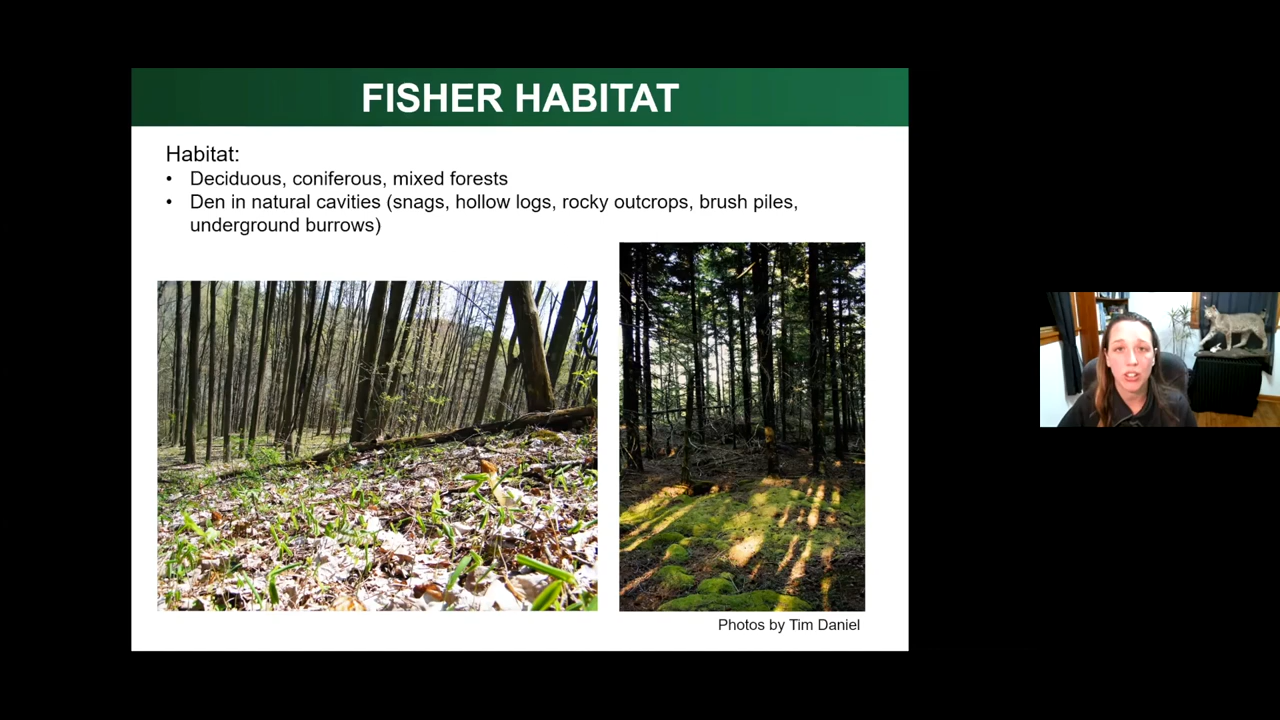 FISHER HABITAT
Habitat:
• Deciduous, coniferous, mixed forests
• Den in natural cavities (snags, hollow logs, rocky outcrops, brush piles,
underground burrows)
Photos by Tim Daniel